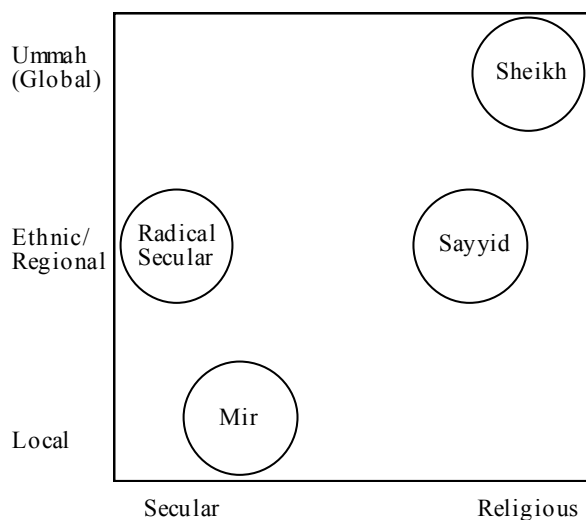 Ummah
(Global)
Sheikh
Ethnic/
Regional
Radical
Secular
Sayyid
Mir
Local
Secular
Religious